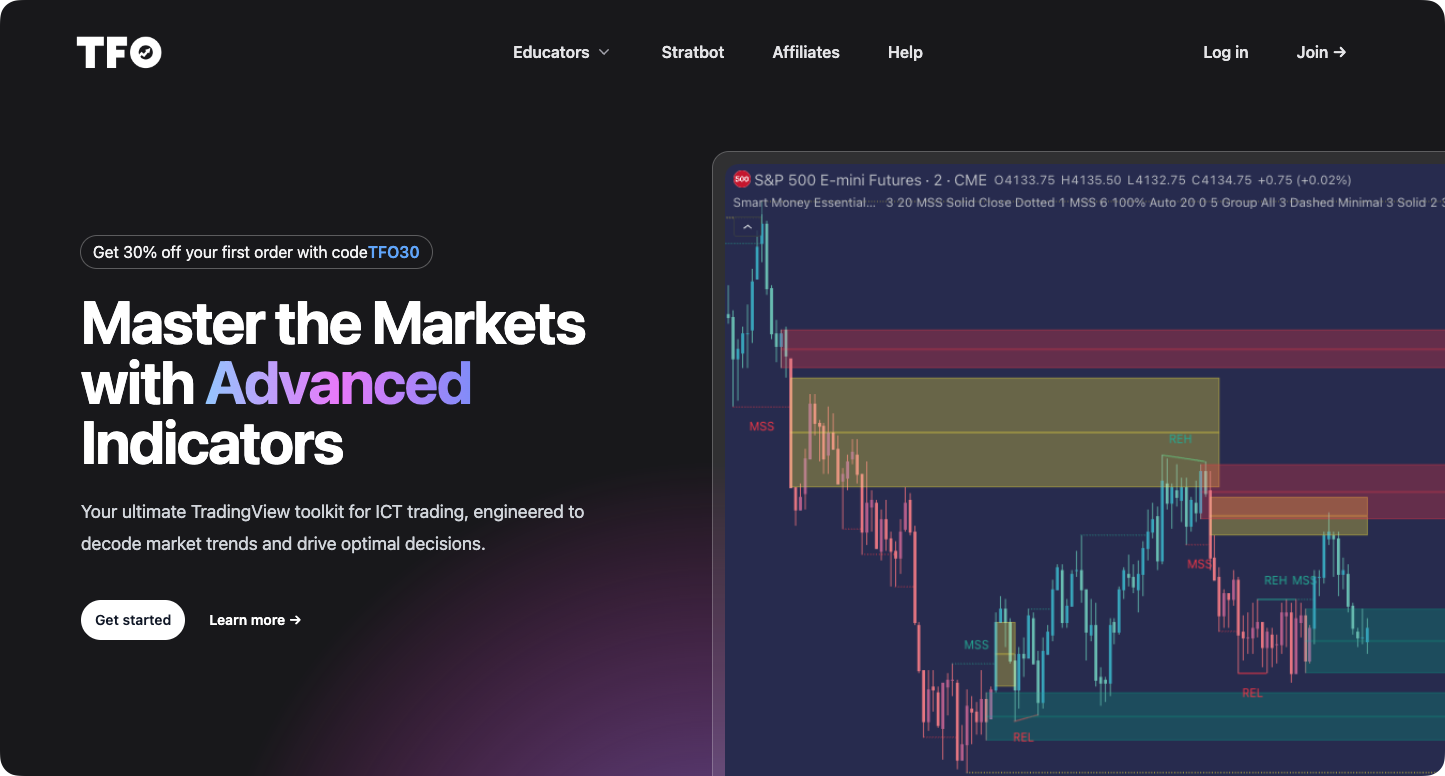 TFO
Educators
Stratbot
Affiliates
Help
Log in
Join →
Get 30% off your first order with codeTFO30
Master the Markets
with Advanced
Indicators
Your ultimate TradingView toolkit for ICT trading, engineered to
decode market trends and drive optimal decisions.
Get started
Learn more →
500 S&P 500 E-mini Futures · 2 · CME O4133.75 H4135.50 L4132.75 C4134.75 +0.75 (+0.02%)
Smart Money Essential... 3 20 MSS Solid Close Dotted 1 MSS 6 100% Auto 20 0 5 Group All 3 Dashed Minimal 3 Solid 2
MSS
REH
MSS
REH MSS
MSS
REL
REL